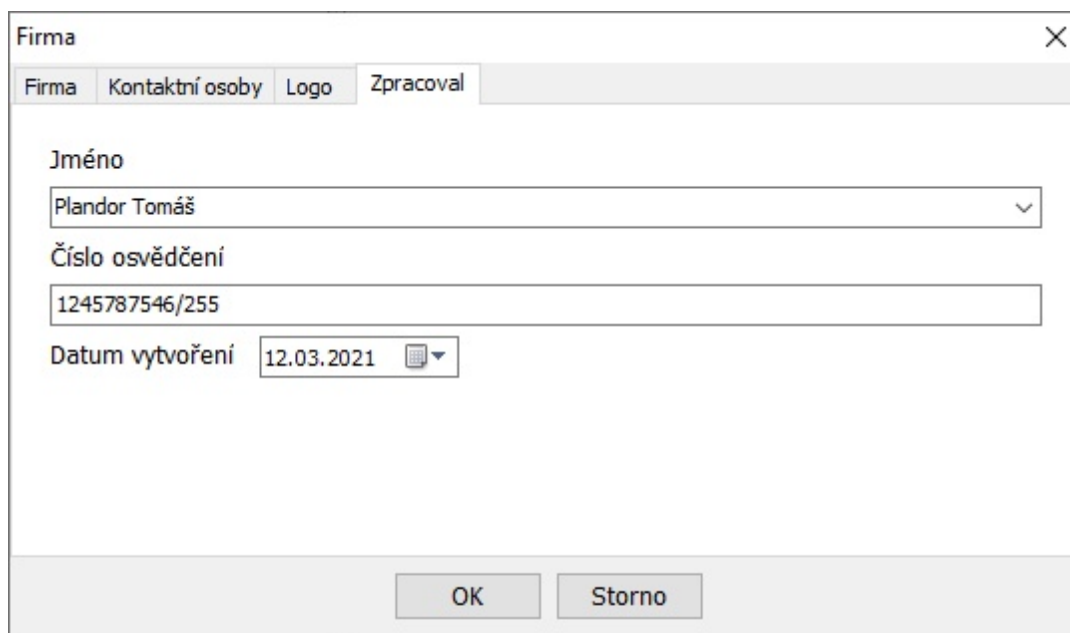 Firma
Firma Kontaktní osoby Logo Zpracoval
Jméno
Plandor Tomáš
Číslo osvědčení
1245787546/255
Datum vytvoření 12.03.2021
OK Storno